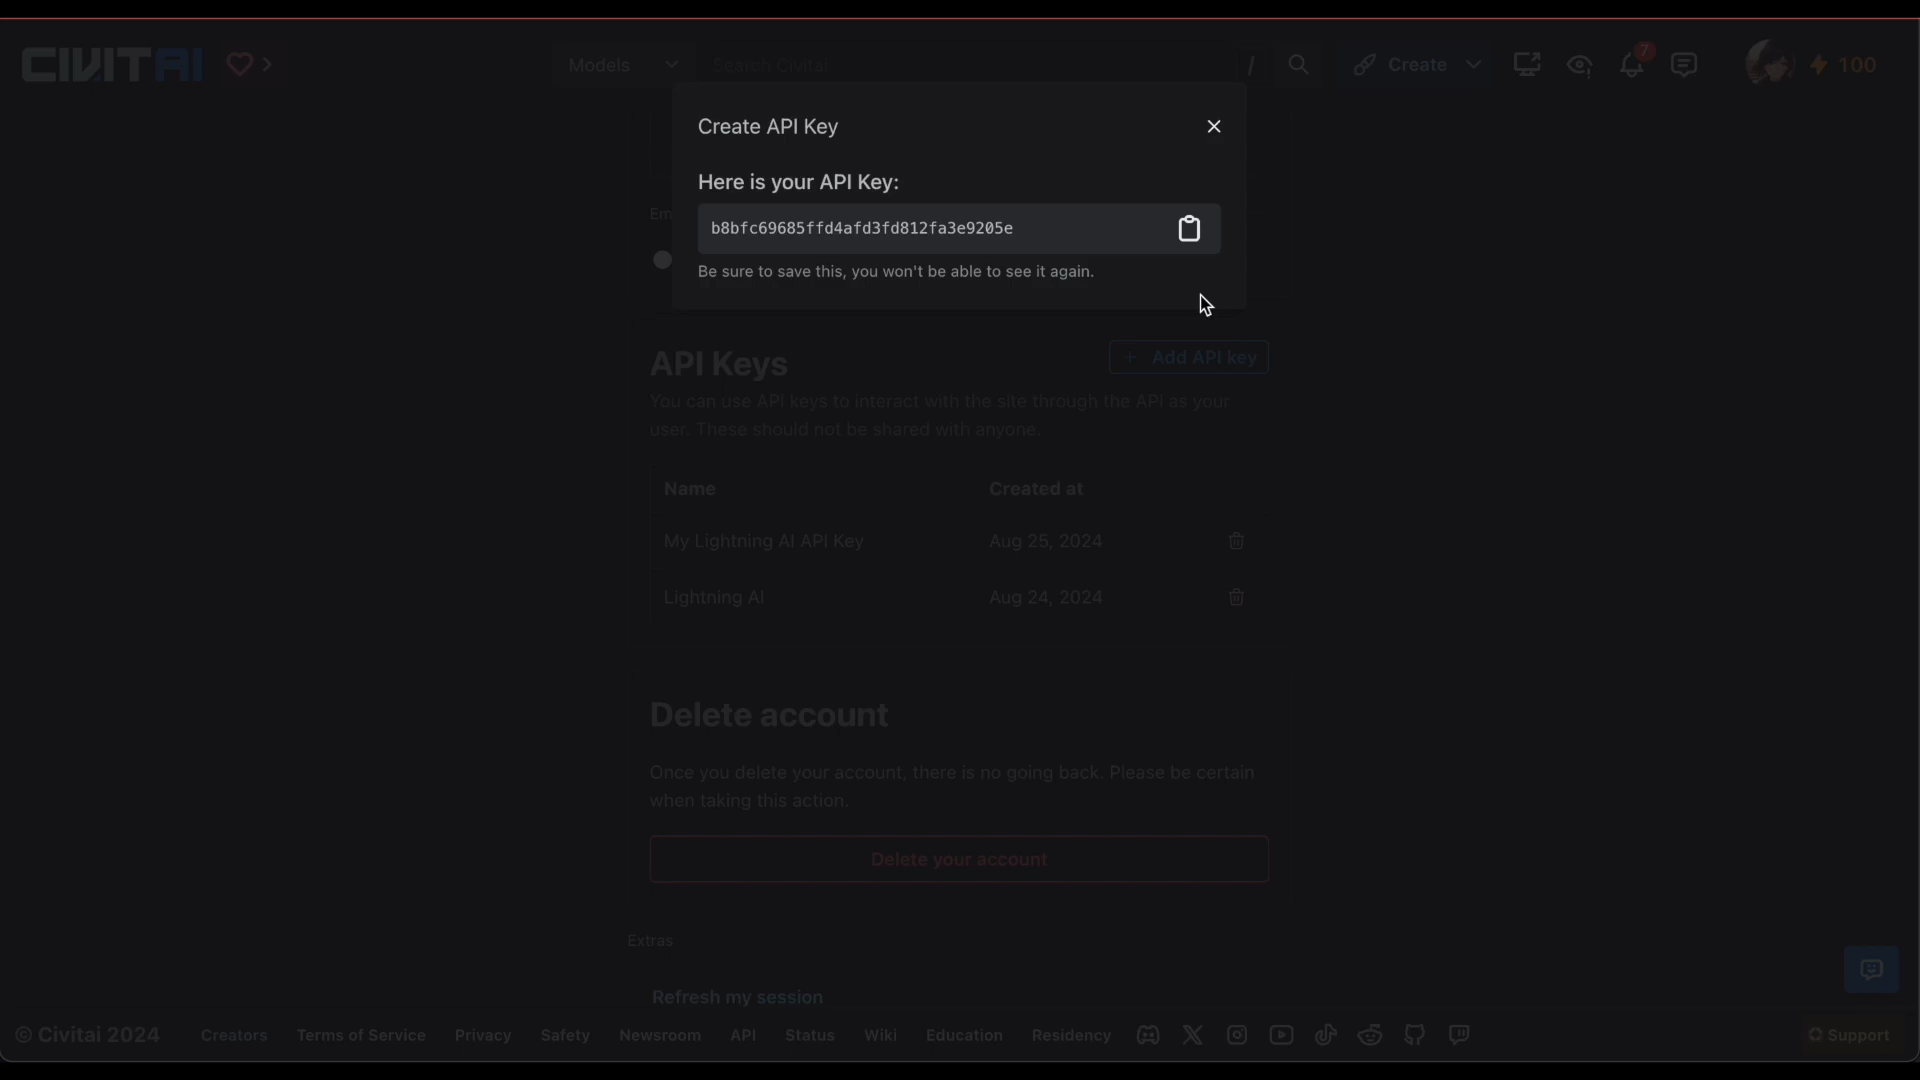 CIVITAI
Models
Search Civitai
/
Create
7
100
Create API Key
Here is your API Key:
b8bfc69685ffd4afd3fd812fa3e9205e
Be sure to save this, you won't be able to see it again.
Em
API Keys
+ Add API key
You can use API keys to interact with the site through the API as your
user. These should not be shared with anyone.
Name Created at
My Lightning AI API Key Aug 25, 2024
Lightning AI Aug 24, 2024
Delete account
Once you delete your account, there is no going back. Please be certain
when taking this action.
Delete your account
Extras
Refresh my session
© Civitai 2024 Creators Terms of Service Privacy Safety Newsroom API Status Wiki Education Residency Support